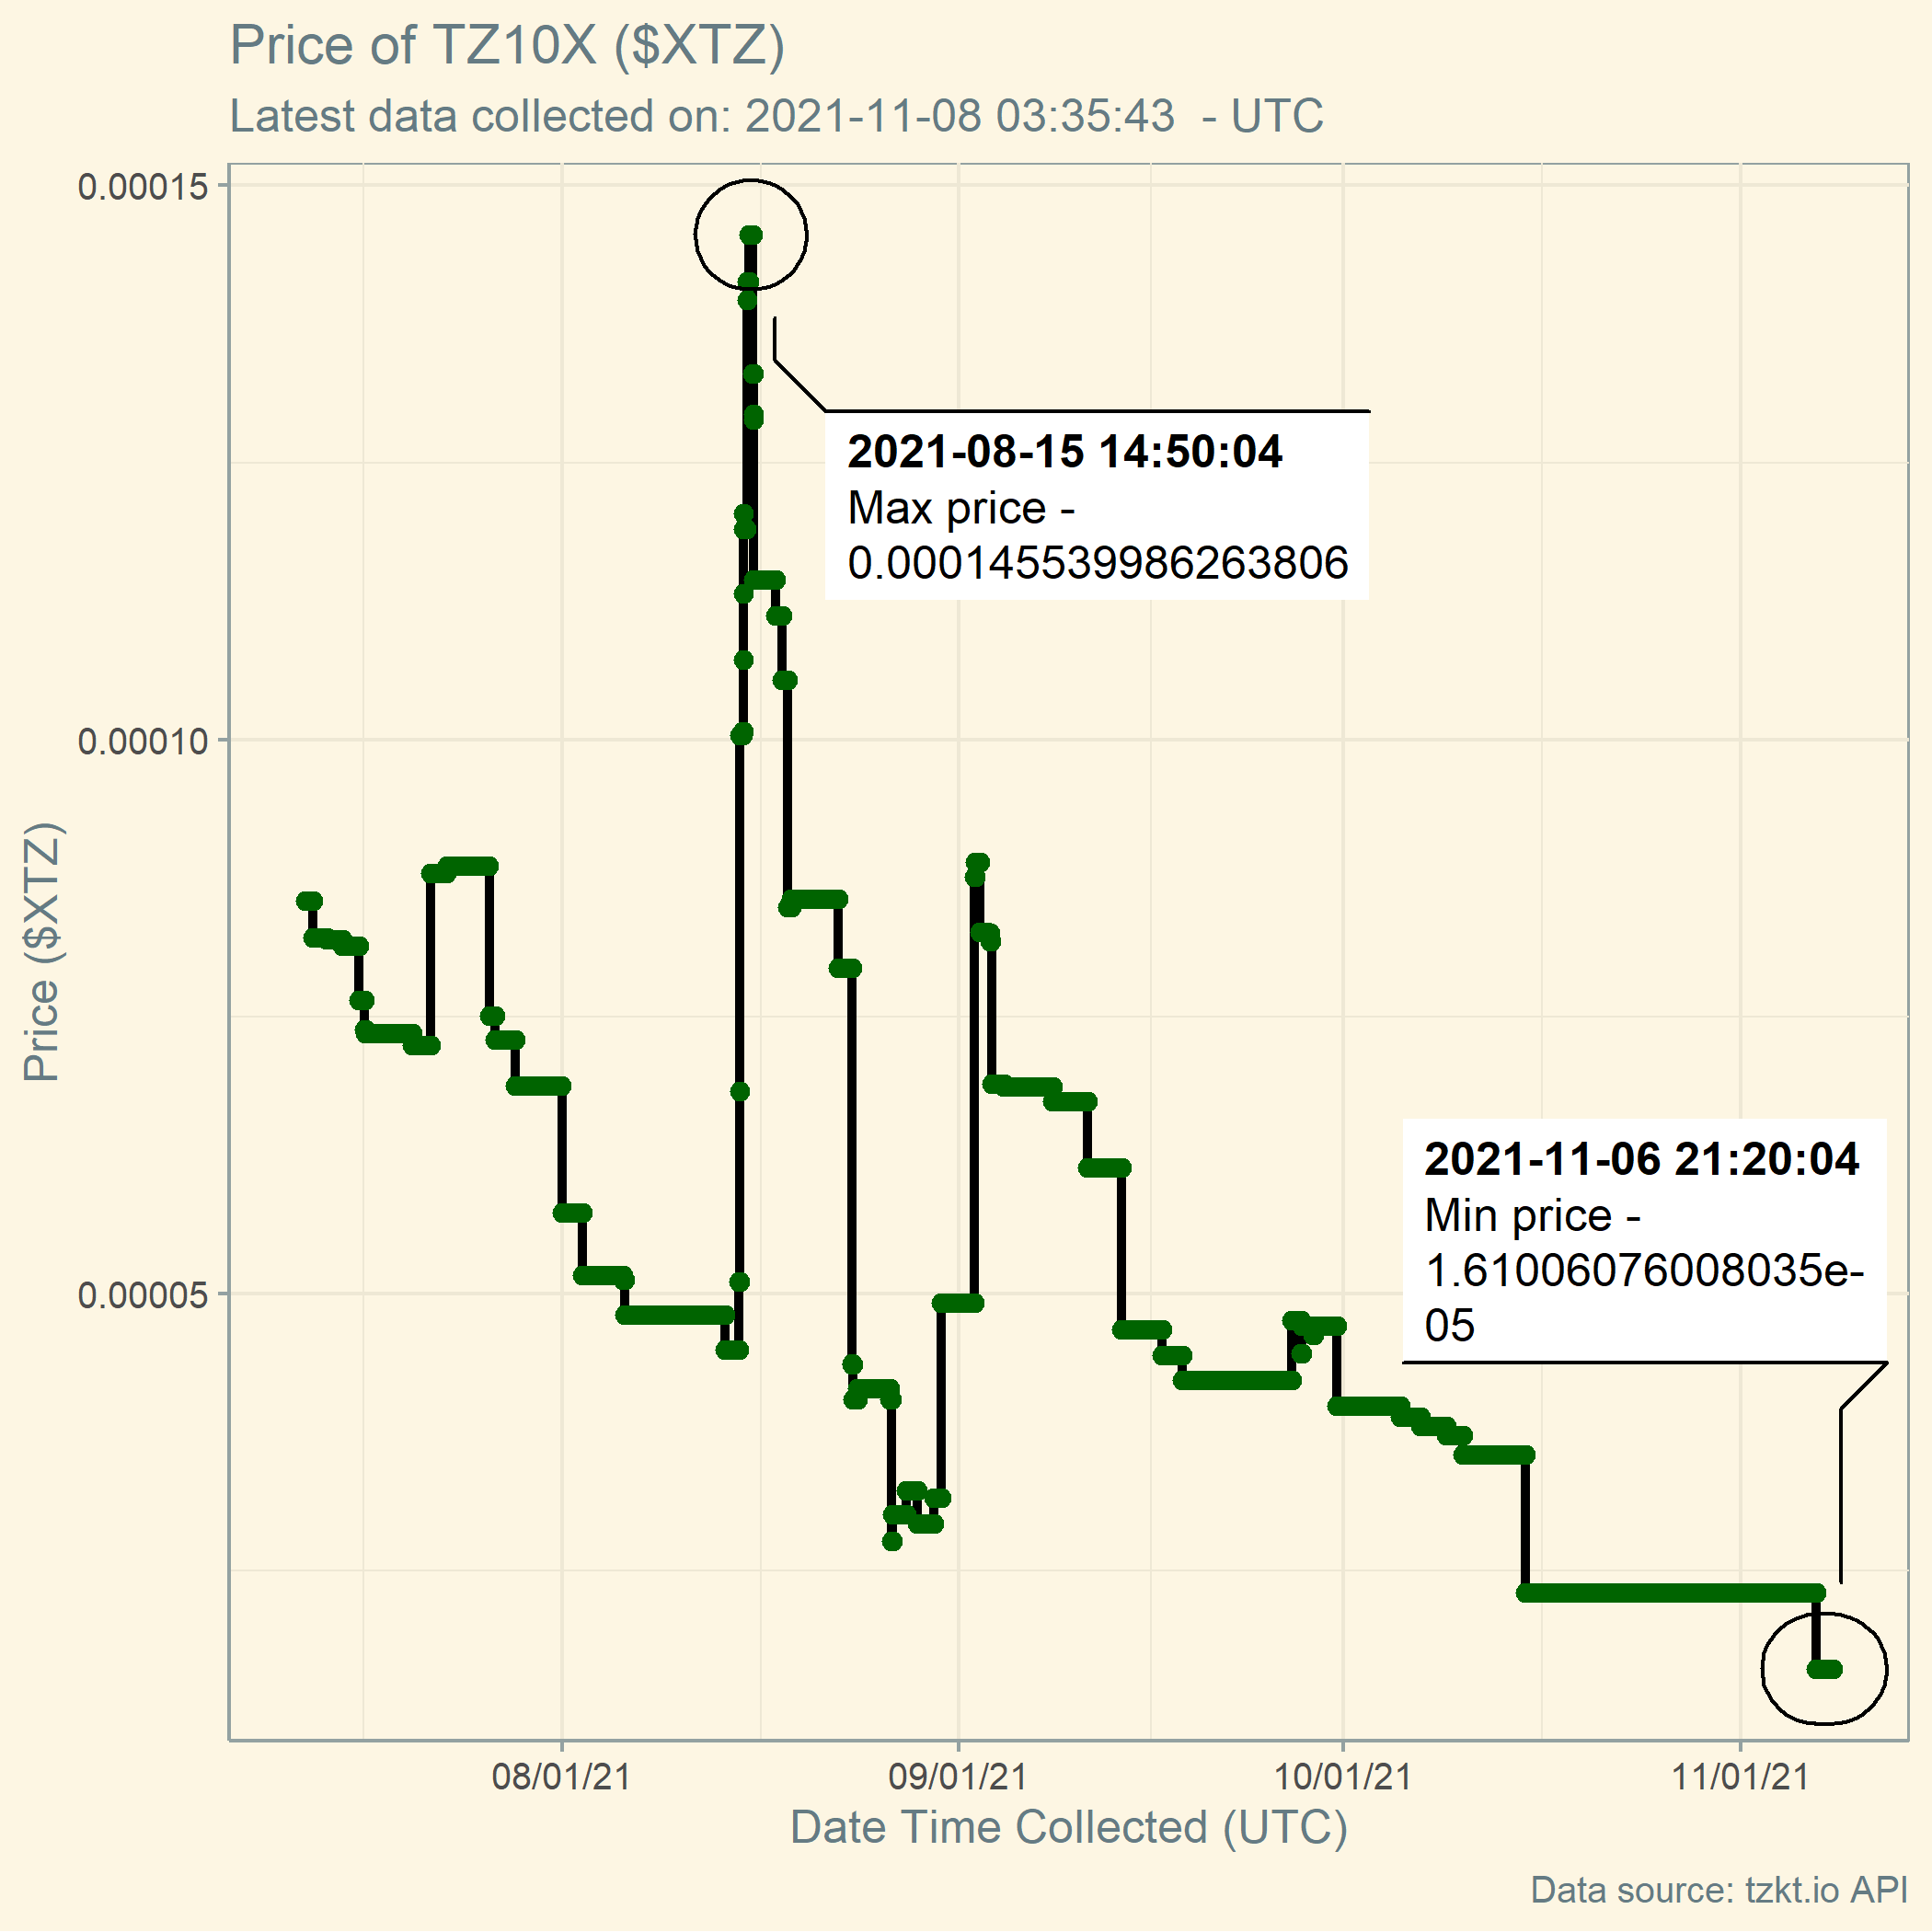 Price of TZ10X ($XTZ)
Latest data collected on: 2021-11-08 03:35:43  - UTC
0.00015
0.00010
0.00005
Price ($XTZ)
2021-08-15 14:50:04
Max price -
0.000145539986263806
2021-11-06 21:20:04
Min price -
1.61006076008035e-
05
08/01/21
09/01/21
10/01/21
11/01/21
Date Time Collected (UTC)
Data source: tzkt.io API